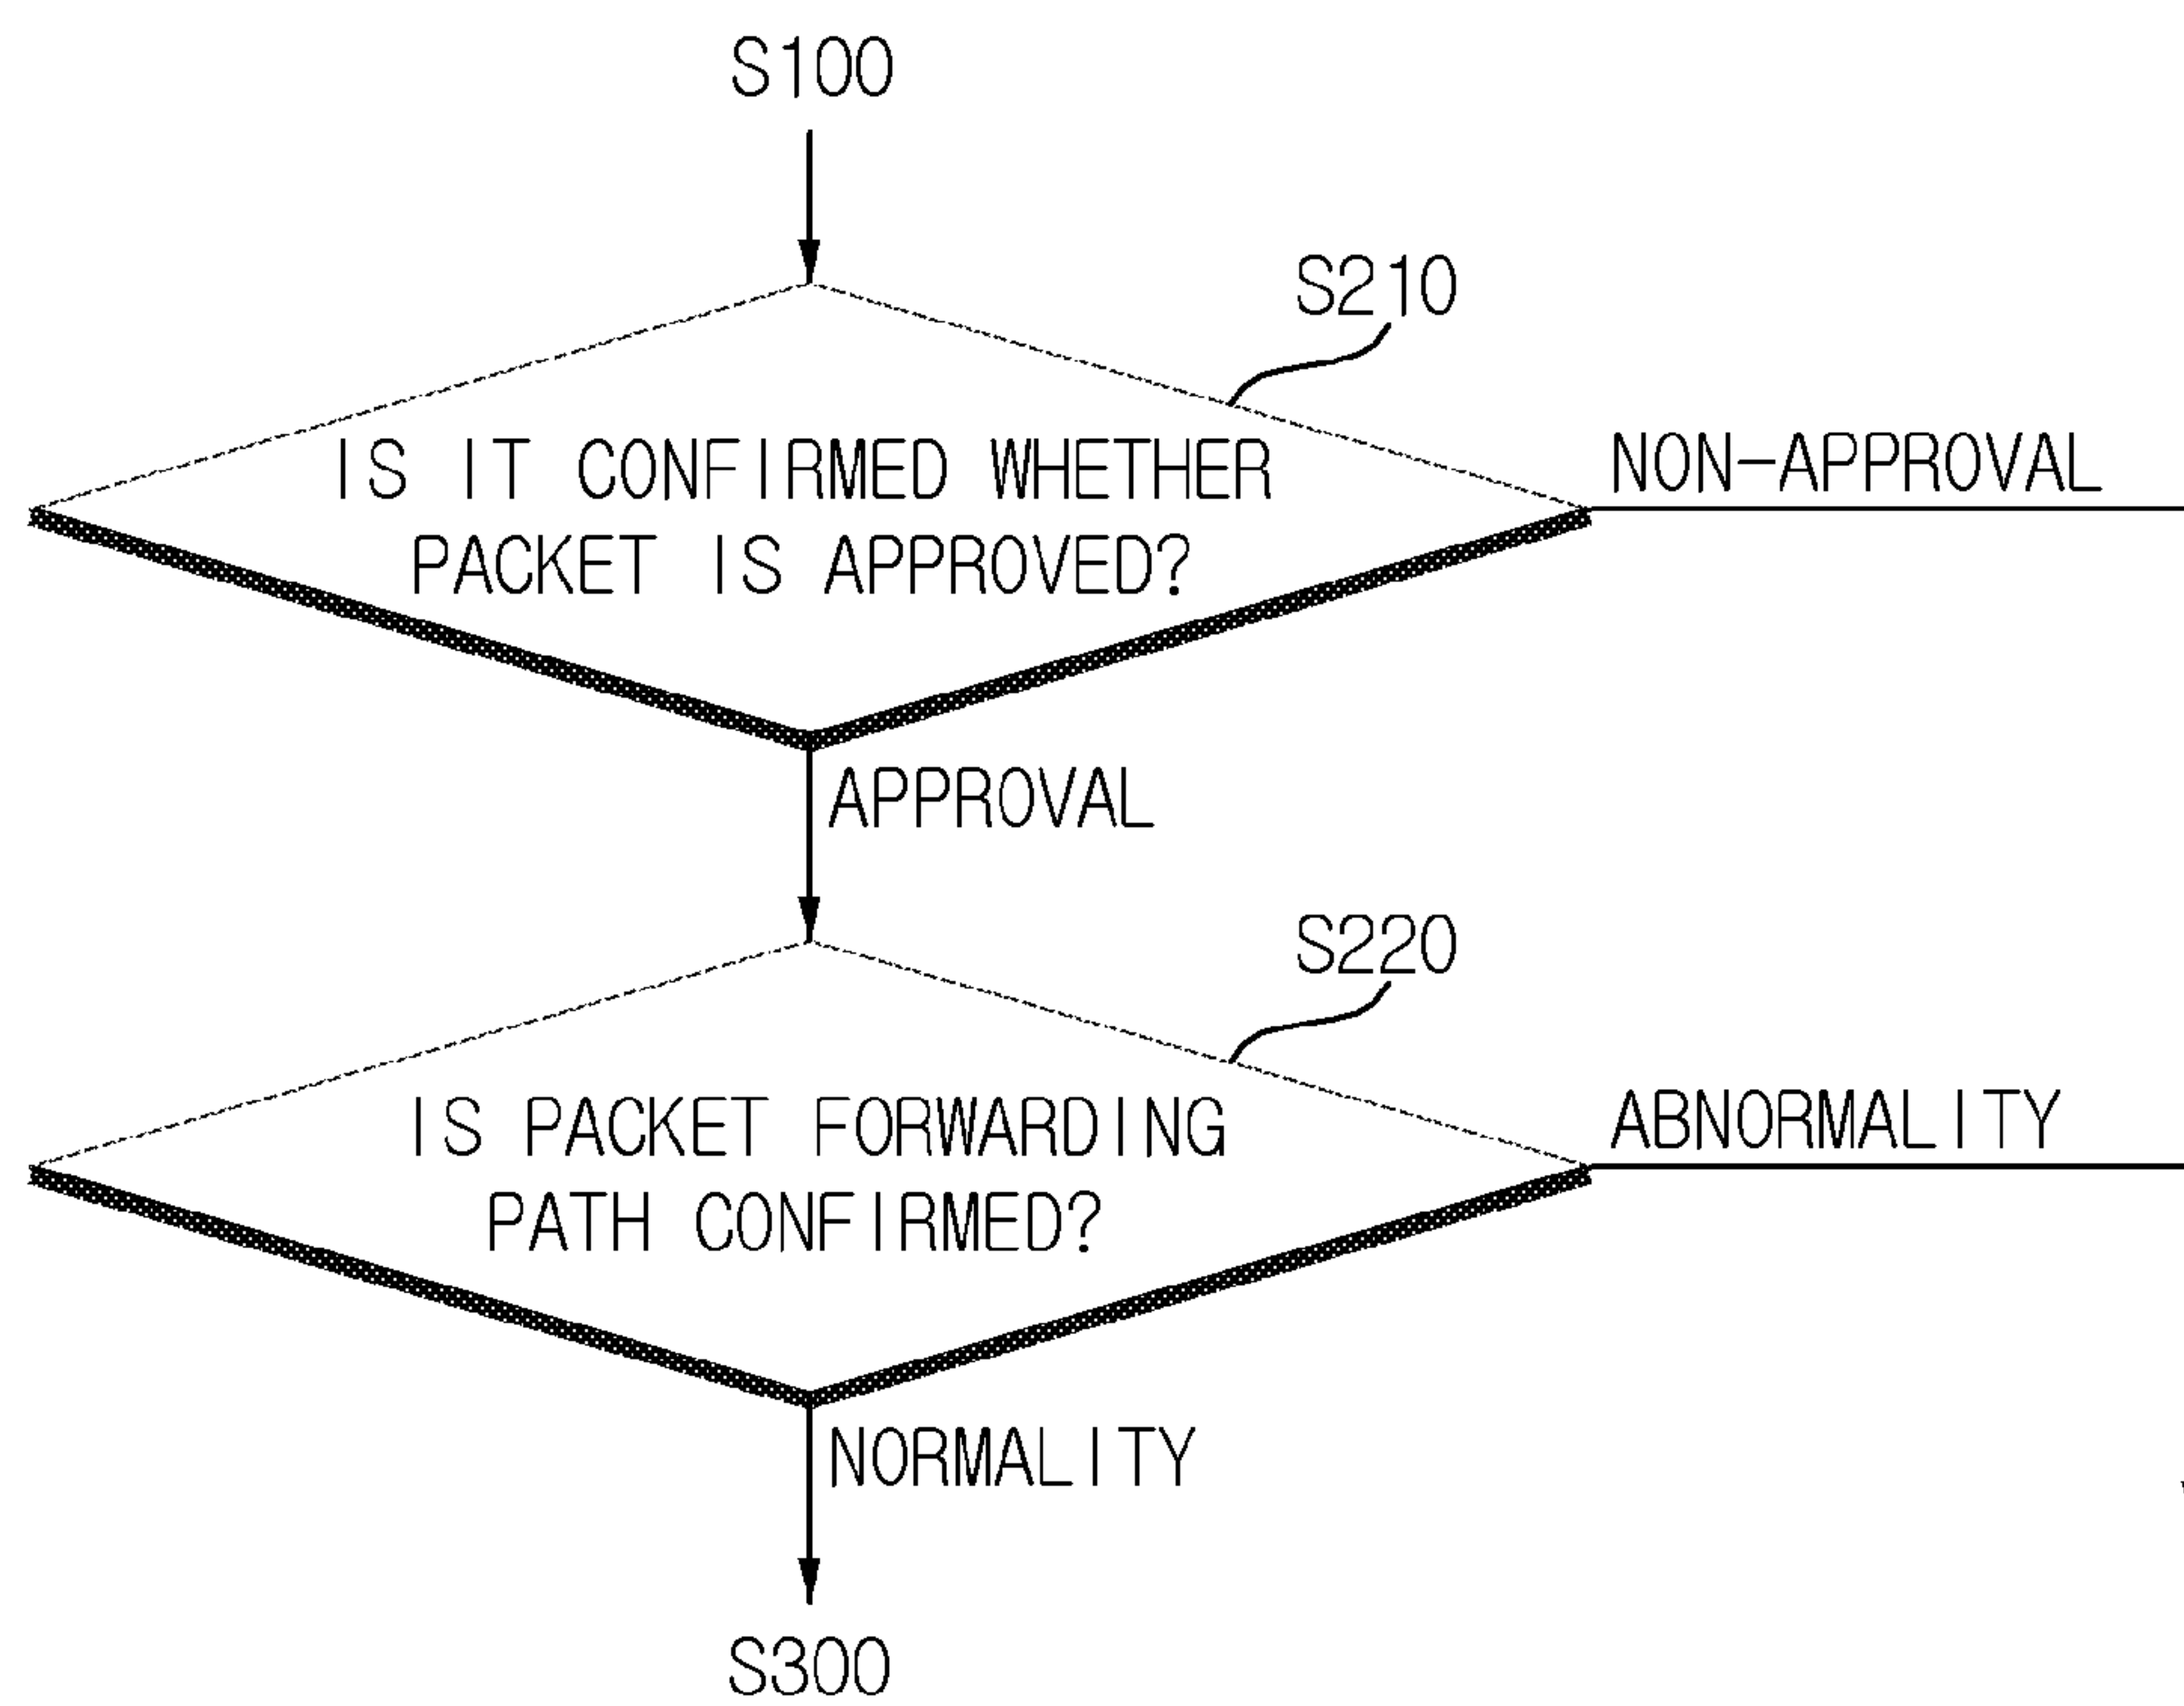 S100
S210
IS IT CONFIRMED WHETHER
PACKET IS APPROVED?
NON-APPROVAL
APPROVAL
S220
IS PACKET FORWARDING
PATH CONFIRMED?
ABNORMALITY
NORMALITY
S300